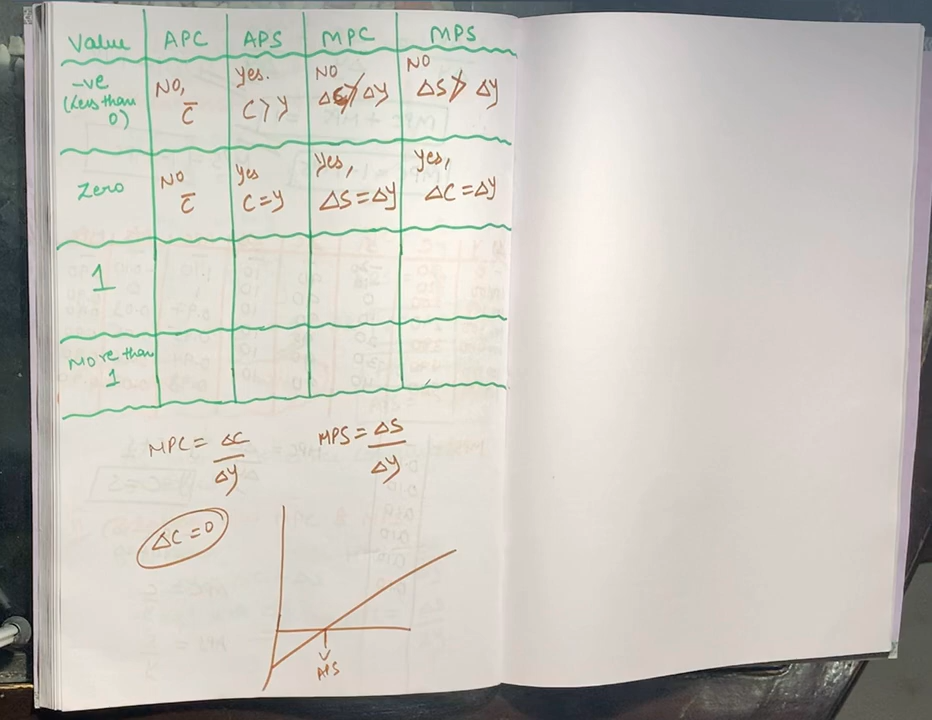 Value APC APS MPC MPS
-ve (Less than 0) NO, C̅ Yes. C > Y NO ΔS ≯ ΔY NO ΔS ≯ ΔY
Zero NO C̅ Yes C = Y Yes, ΔS = ΔY Yes, ΔC = ΔY
1
More than 1
MPC = ΔC/ΔY MPS = ΔS/ΔY
ΔC = 0
APS